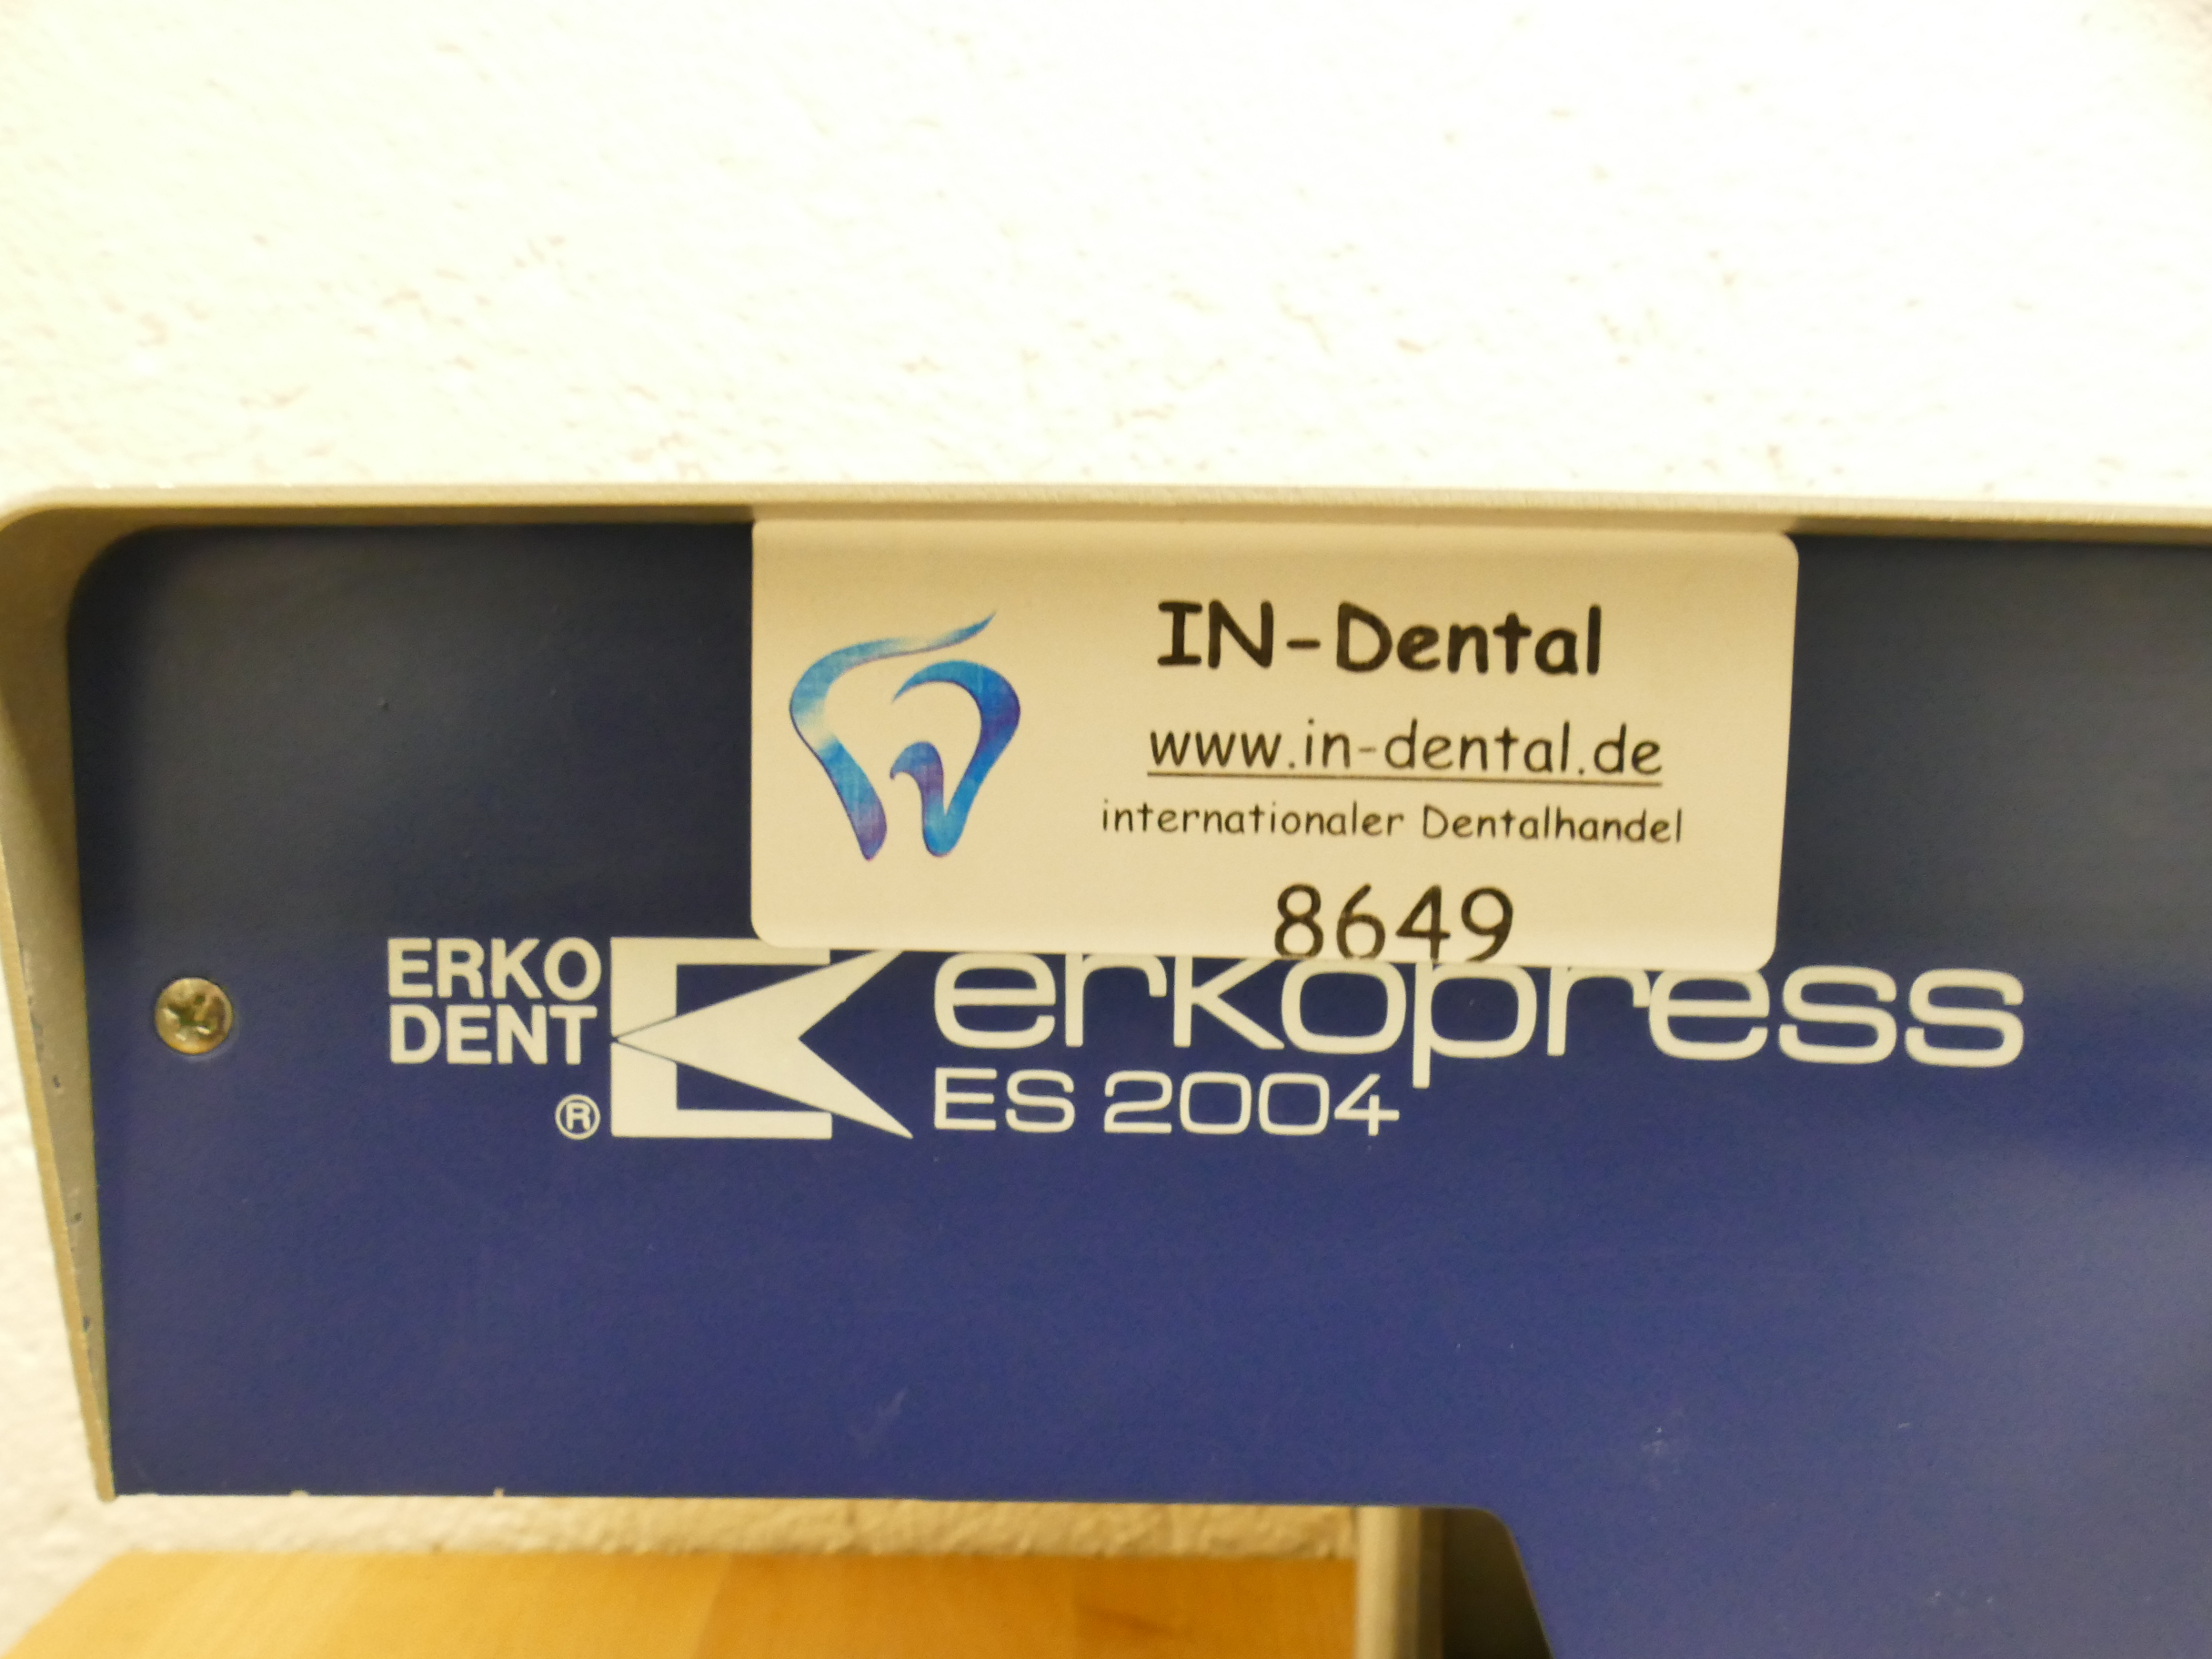 IN-Dental
www.in-dental.de
internationaler Dentalhandel
8649
ERKO
DENT
®
erkopress
ES 2004